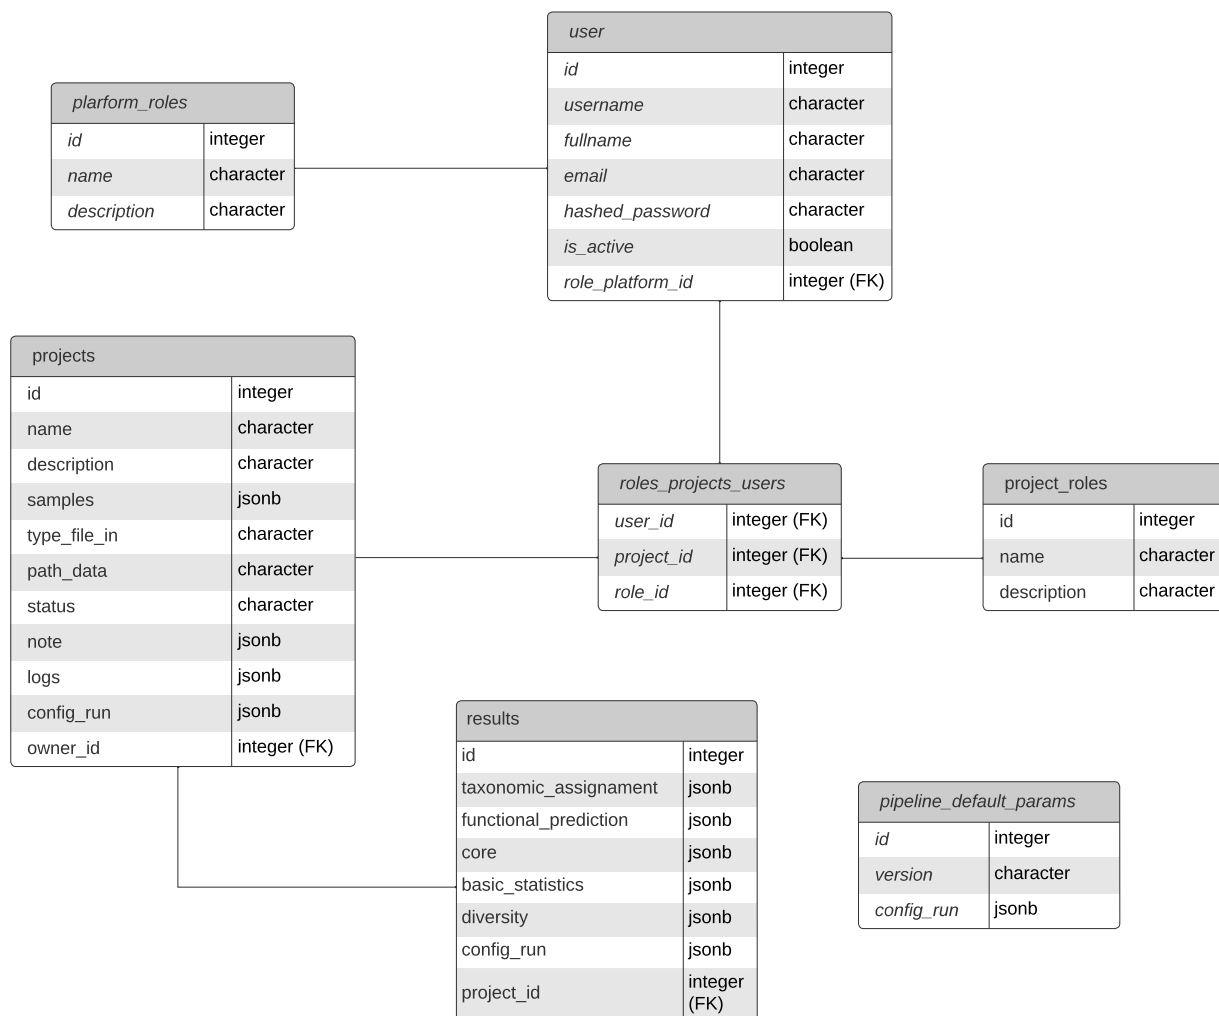 user
id integer
username character
fullname character
email character
hashed_password character
is_active boolean
role_platform_id integer (FK)
plarform_roles
id integer
name character
description character
projects
id integer
name character
description character
samples jsonb
type_file_in character
path_data character
status character
note jsonb
logs jsonb
config_run jsonb
owner_id integer (FK)
roles_projects_users
user_id integer (FK)
project_id integer (FK)
role_id integer (FK)
project_roles
id integer
name character
description character
results
id integer
taxonomic_assignament jsonb
functional_prediction jsonb
core jsonb
basic_statistics jsonb
diversity jsonb
config_run jsonb
project_id integer
(FK)
pipeline_default_params
id integer
version character
config_run jsonb